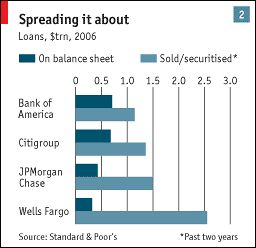 Spreading it about
2
Loans, $trn, 2006
On balance sheet
Sold/securitised*
0 0.5 1.0 1.5 2.0 2.5 3.0
Bank of
America
Citigroup
JPMorgan
Chase
Wells Fargo
Source: Standard & Poor's
*Past two years